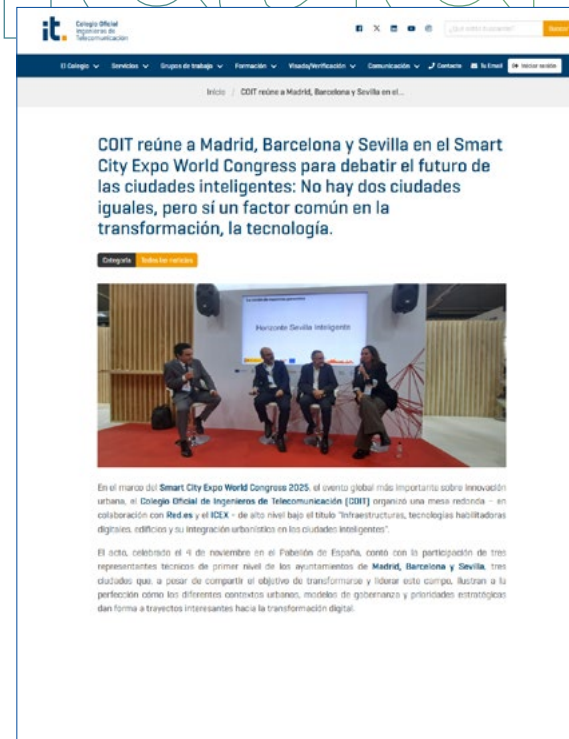 it.
Colegio Oficial
Ingenieros de
Telecomunicación
Buscar
El Colegio
Servicios
Grupos de trabajo
Formación
Visado/Verificación
Comunicación
Contacto
Tu Email
Iniciar sesión
Inicio / COIT reúne a Madrid, Barcelona y Sevilla en el...
COIT reúne a Madrid, Barcelona y Sevilla en el Smart
City Expo World Congress para debatir el futuro de
las ciudades inteligentes: No hay dos ciudades
iguales, pero sí un factor común en la
transformación, la tecnología.
Categoría Todas las noticias
Horizonte Sevilla Inteligente
En el marco del Smart City Expo World Congress 2025, el evento global más importante sobre innovación
urbana, el Colegio Oficial de Ingenieros de Telecomunicación (COIT) organizó una mesa redonda – en
colaboración con Red.es y el ICEX – de alto nivel bajo el título "Infraestructuras, tecnologías habilitadoras
digitales, edificios y su integración urbanística en las ciudades inteligentes".
El acto, celebrado el 4 de noviembre en el Pabellón de España, contó con la participación de tres
representantes técnicos de primer nivel de los ayuntamientos de Madrid, Barcelona y Sevilla, tres
ciudades que, a pesar de compartir el objetivo de transformarse y liderar este campo, ilustran a la
perfección cómo los diferentes contextos urbanos, modelos de gobernanza y prioridades estratégicas
dan forma a trayectos interesantes hacia la transformación digital.